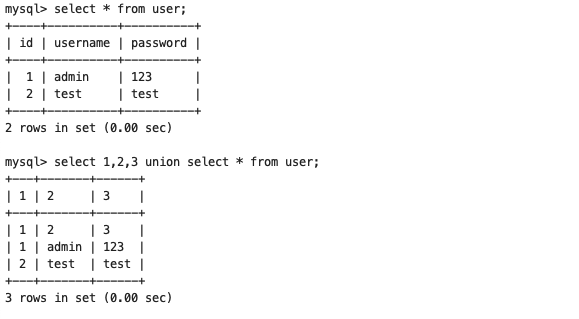 mysql> select * from user;
+----+----------+----------+
| id | username | password |
+----+----------+----------+
|  1 | admin    | 123      |
|  2 | test     | test     |
+----+----------+----------+
2 rows in set (0.00 sec)

mysql> select 1,2,3 union select * from user;
+---+-------+------+
| 1 | 2     | 3    |
+---+-------+------+
| 1 | 2     | 3    |
| 1 | admin | 123  |
| 2 | test  | test |
+---+-------+------+
3 rows in set (0.00 sec)